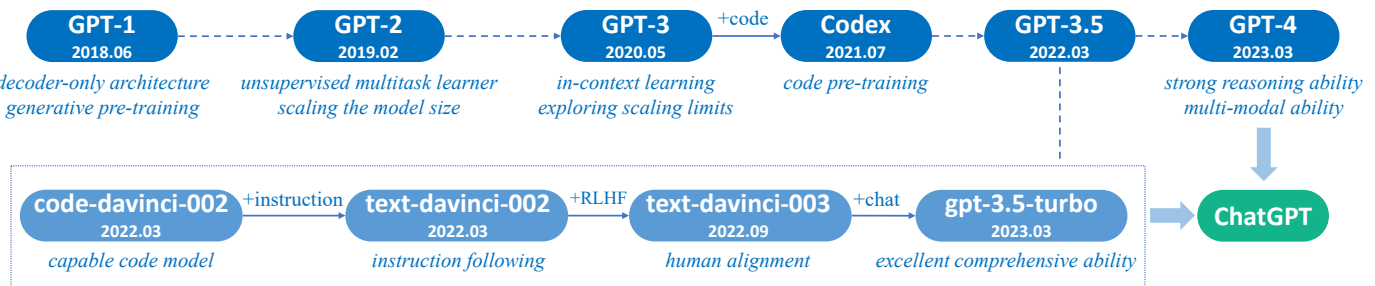 GPT-1
2018.06
decoder-only architecture
generative pre-training
GPT-2
2019.02
unsupervised multitask learner
scaling the model size
GPT-3
2020.05
in-context learning
exploring scaling limits
+code
Codex
2021.07
code pre-training
GPT-3.5
2022.03
GPT-4
2023.03
strong reasoning ability
multi-modal ability
code-davinci-002
2022.03
capable code model
+instruction
text-davinci-002
2022.03
instruction following
+RLHF
text-davinci-003
2022.09
human alignment
+chat
gpt-3.5-turbo
2023.03
excellent comprehensive ability
ChatGPT